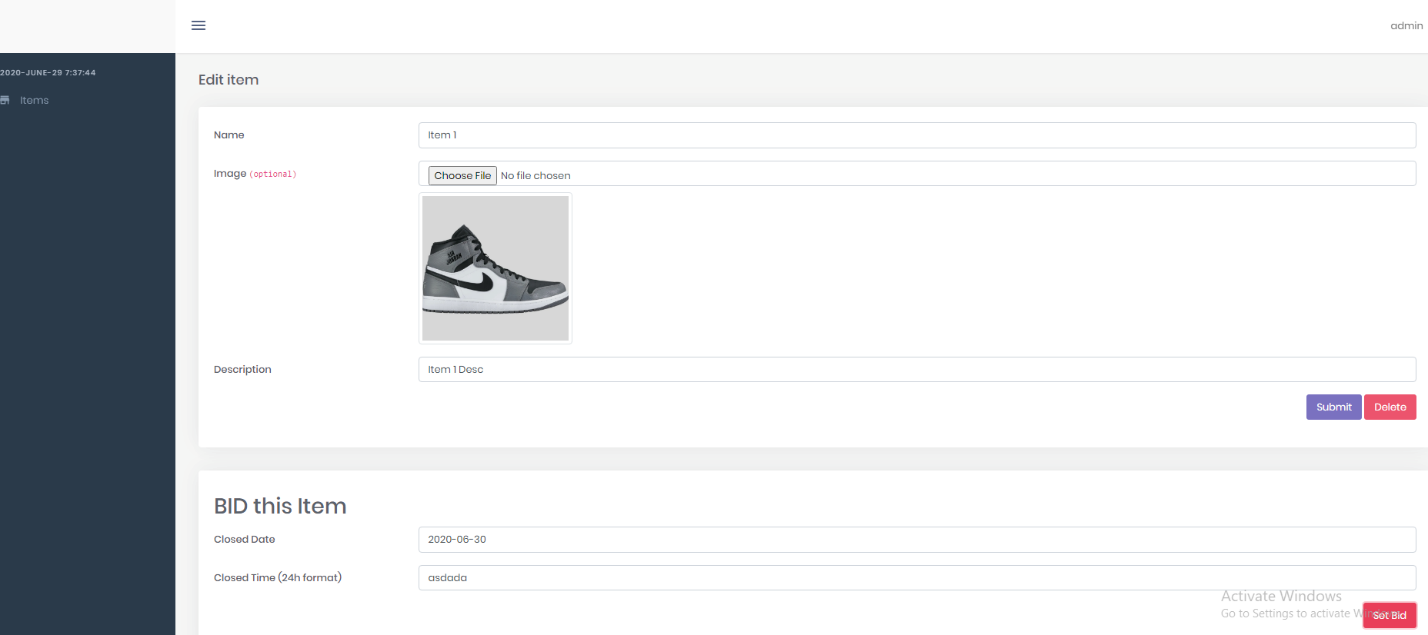 admin
2020-JUNE-29 7:37:44
Items
Edit item
Name
Item 1
Image (optional)
Choose File No file chosen
AIR
JORDAN
Description
Item 1 Desc
Submit Delete
BID this Item
Closed Date
2020-06-30
Closed Time (24h format)
asdada
Activate Windows
Go to Settings to activate Windows.
Set Bid